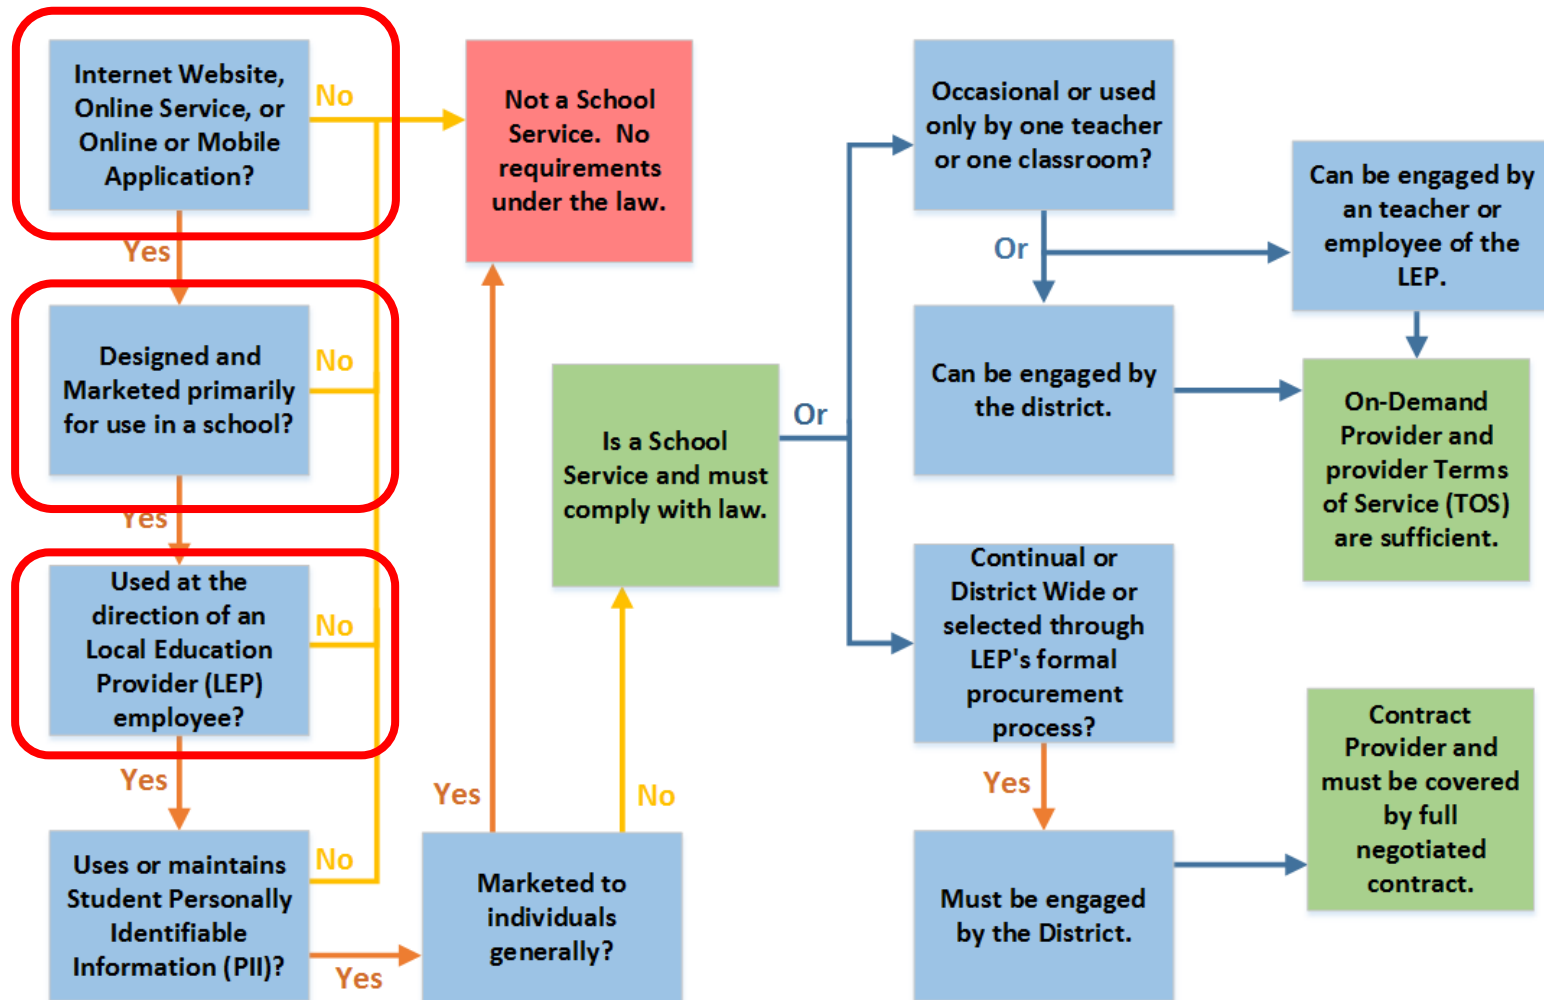 Internet Website,
Online Service, or
Online or Mobile
Application?
No
Yes
Designed and
Marketed primarily
for use in a school?
No
Yes
Used at the
direction of an
Local Education
Provider (LEP)
employee?
No
Yes
Uses or maintains
Student Personally
Identifiable
Information (PII)?
No
Yes
Not a School
Service. No
requirements
under the law.
Yes
No
Marketed to
individuals
generally?
Is a School
Service and must
comply with law.
Or
Occasional or used
only by one teacher
or one classroom?
Or
Can be engaged by
the district.
Can be engaged by
an teacher or
employee of the
LEP.
On-Demand
Provider and
provider Terms
of Service (TOS)
are sufficient.
Continual or
District Wide or
selected through
LEP's formal
procurement
process?
Yes
Must be engaged
by the District.
Contract
Provider and
must be covered
by full
negotiated
contract.